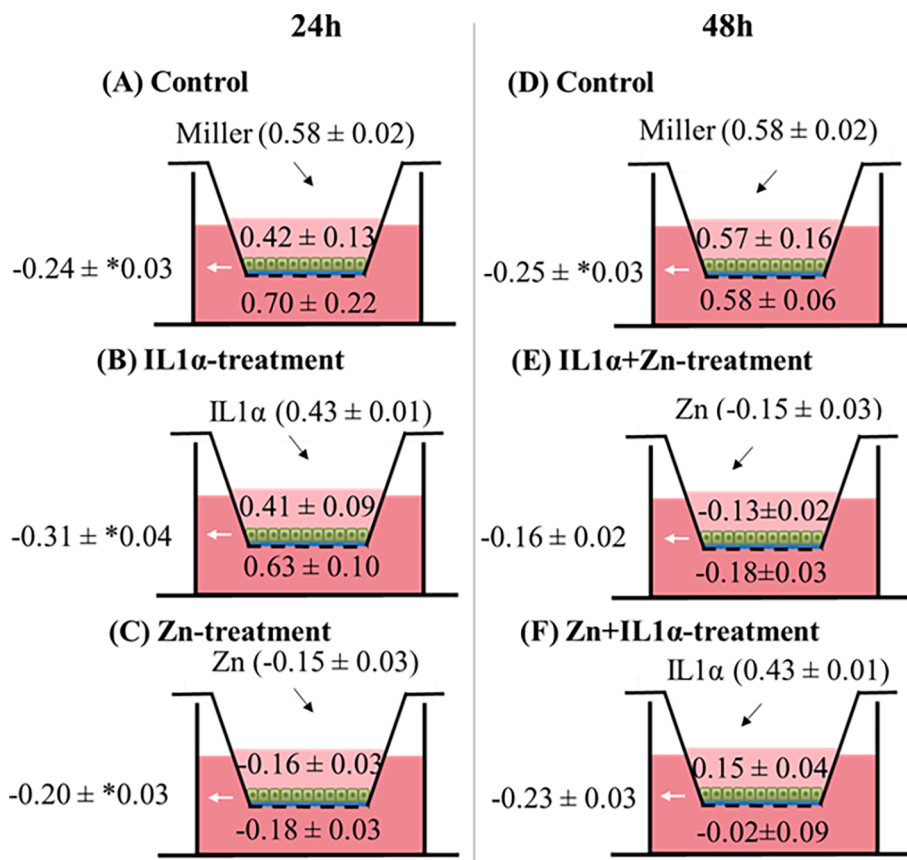 24h
(A) Control
Miller (0.58 ± 0.02)
0.42 ± 0.13
-0.24 ± *0.03
0.70 ± 0.22
(B) IL1α-treatment
IL1α (0.43 ± 0.01)
0.41 ± 0.09
-0.31 ± *0.04
0.63 ± 0.10
(C) Zn-treatment
Zn (-0.15 ± 0.03)
-0.16 ± 0.03
-0.20 ± *0.03
-0.18 ± 0.03
48h
(D) Control
Miller (0.58 ± 0.02)
0.57 ± 0.16
-0.25 ± *0.03
0.58 ± 0.06
(E) IL1α+Zn-treatment
Zn (-0.15 ± 0.03)
-0.13±0.02
-0.16 ± 0.02
-0.18±0.03
(F) Zn+IL1α-treatment
IL1α (0.43 ± 0.01)
0.15 ± 0.04
-0.23 ± 0.03
-0.02±0.09